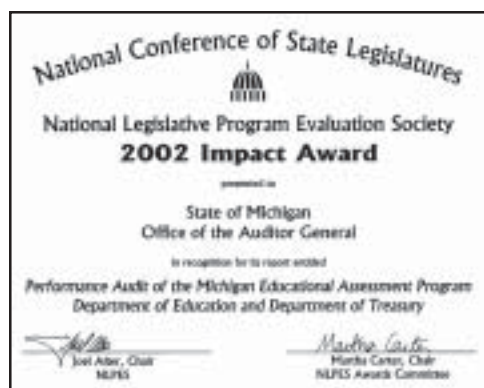 National Conference of State Legislatures
National Legislative Program Evaluation Society
2002 Impact Award
presented to
State of Michigan
Office of the Auditor General
in recognition for its report entitled
Performance Audit of the Michigan Educational Assessment Program
Department of Education and Department of Treasury
Martha Carter
Joel Alter, Chair
NLPES
Martha Carter, Chair
NLPES Awards Committee